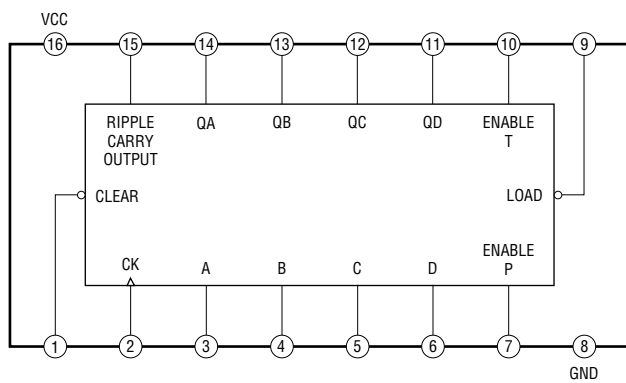 VCC
16 15 14 13 12 11 10 9
RIPPLE CARRY OUTPUT
QA QB QC QD
ENABLE T
CLEAR LOAD
CK A B C D
ENABLE P
1 2 3 4 5 6 7 8
GND